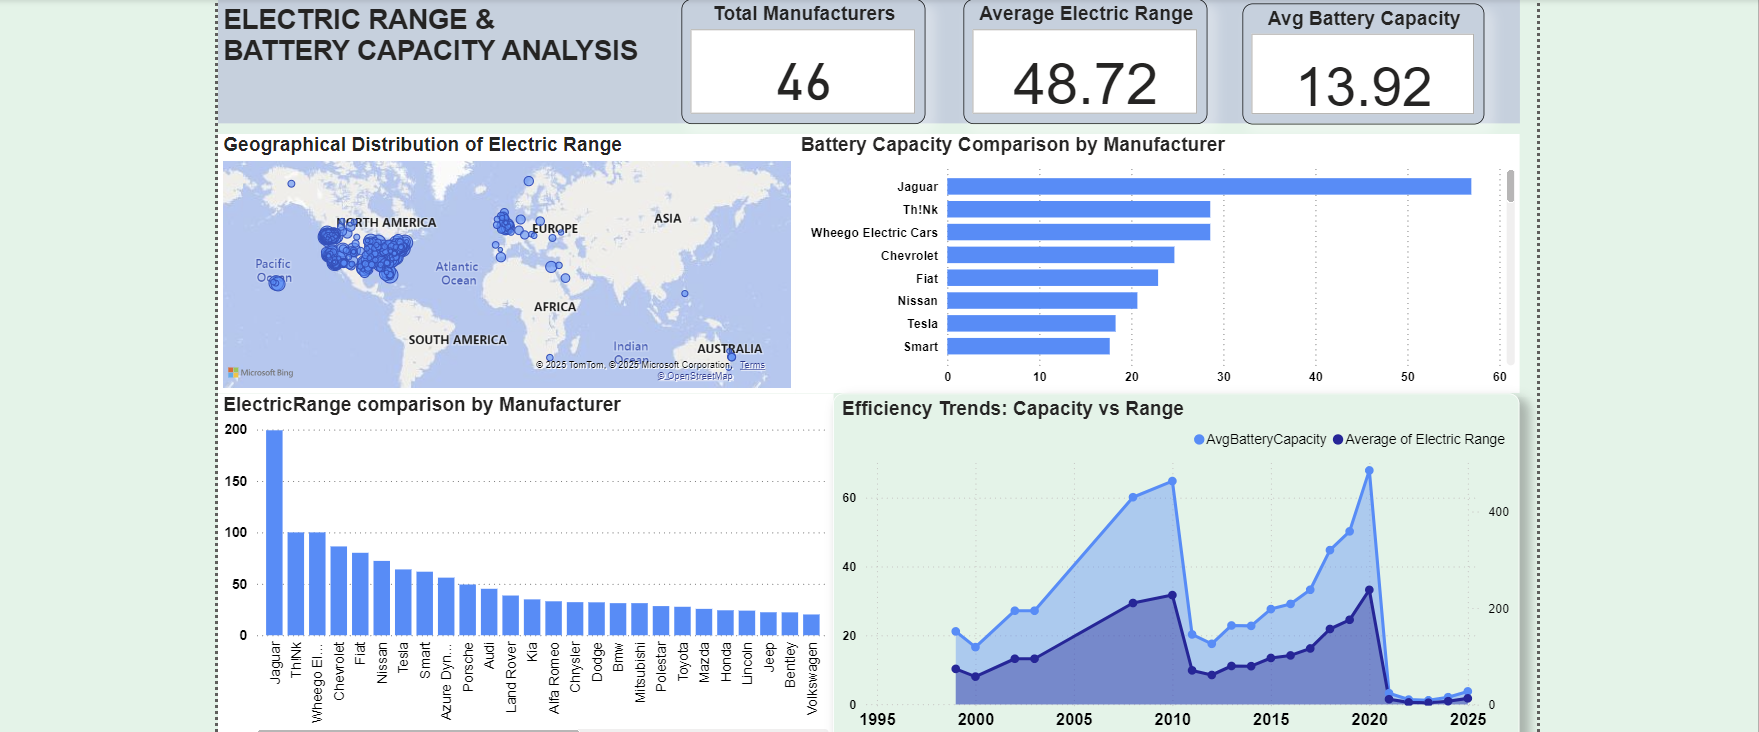 ELECTRIC RANGE &
BATTERY CAPACITY ANALYSIS
Total Manufacturers
46
Average Electric Range
48.72
Avg Battery Capacity
13.92
Geographical Distribution of Electric Range
NORTH AMERICA
EUROPE
ASIA
Pacific
Ocean
Atlantic
Ocean
AFRICA
SOUTH AMERICA
Indian
Ocean
AUSTRALIA
Microsoft Bing
© 2025 TomTom, © 2025 Microsoft Corporation, Terms
© OpenStreetMap
Battery Capacity Comparison by Manufacturer
Jaguar
Th!Nk
Wheego Electric Cars
Chevrolet
Fiat
Nissan
Tesla
Smart
0 10 20 30 40 50 60
ElectricRange comparison by Manufacturer
200
150
100
50
0
Jaguar
Th!Nk
Wheego El...
Chevrolet
Fiat
Nissan
Tesla
Smart
Azure Dyn...
Porsche
Audi
Land Rover
Kia
Alfa Romeo
Chrysler
Dodge
Bmw
Mitsubishi
Polestar
Toyota
Mazda
Honda
Lincoln
Jeep
Bentley
Volkswagen
Efficiency Trends: Capacity vs Range
AvgBatteryCapacity Average of Electric Range
60
40
20
0
400
200
0
1995 2000 2005 2010 2015 2020 2025